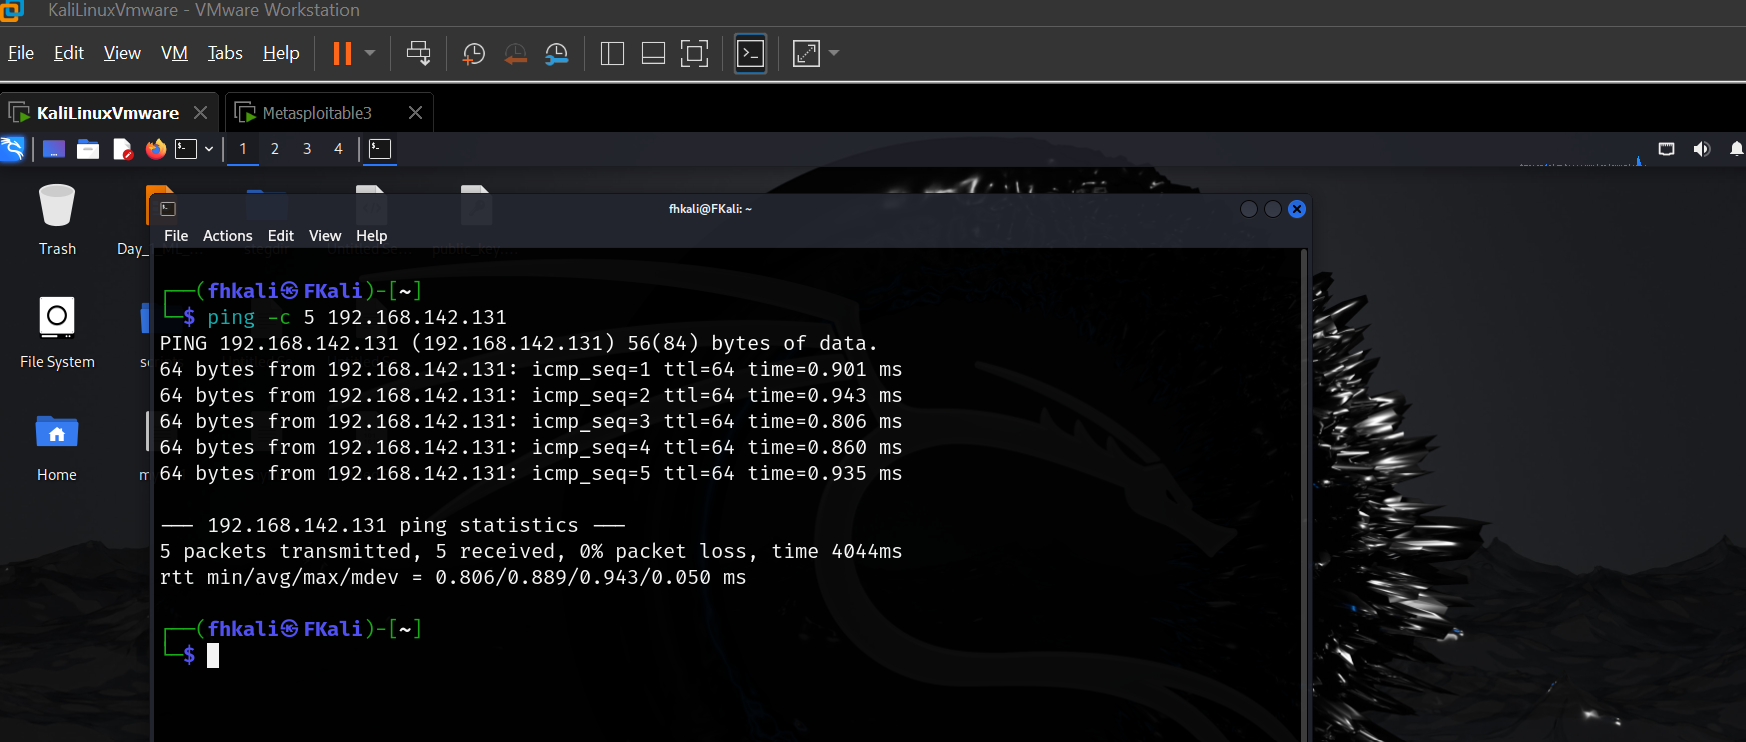 KaliLinuxVmware - VMware Workstation
File Edit View VM Tabs Help
KaliLinuxVmware Metasploitable3
1 2 3 4
fhkali@FKali: ~
File Actions Edit View Help
Trash
Day_
File System
Home
┌──(fhkali㉿FKali)-[~]
└─$ ping -c 5 192.168.142.131
PING 192.168.142.131 (192.168.142.131) 56(84) bytes of data.
64 bytes from 192.168.142.131: icmp_seq=1 ttl=64 time=0.901 ms
64 bytes from 192.168.142.131: icmp_seq=2 ttl=64 time=0.943 ms
64 bytes from 192.168.142.131: icmp_seq=3 ttl=64 time=0.806 ms
64 bytes from 192.168.142.131: icmp_seq=4 ttl=64 time=0.860 ms
64 bytes from 192.168.142.131: icmp_seq=5 ttl=64 time=0.935 ms
--- 192.168.142.131 ping statistics ---
5 packets transmitted, 5 received, 0% packet loss, time 4044ms
rtt min/avg/max/mdev = 0.806/0.889/0.943/0.050 ms
┌──(fhkali㉿FKali)-[~]
└─$